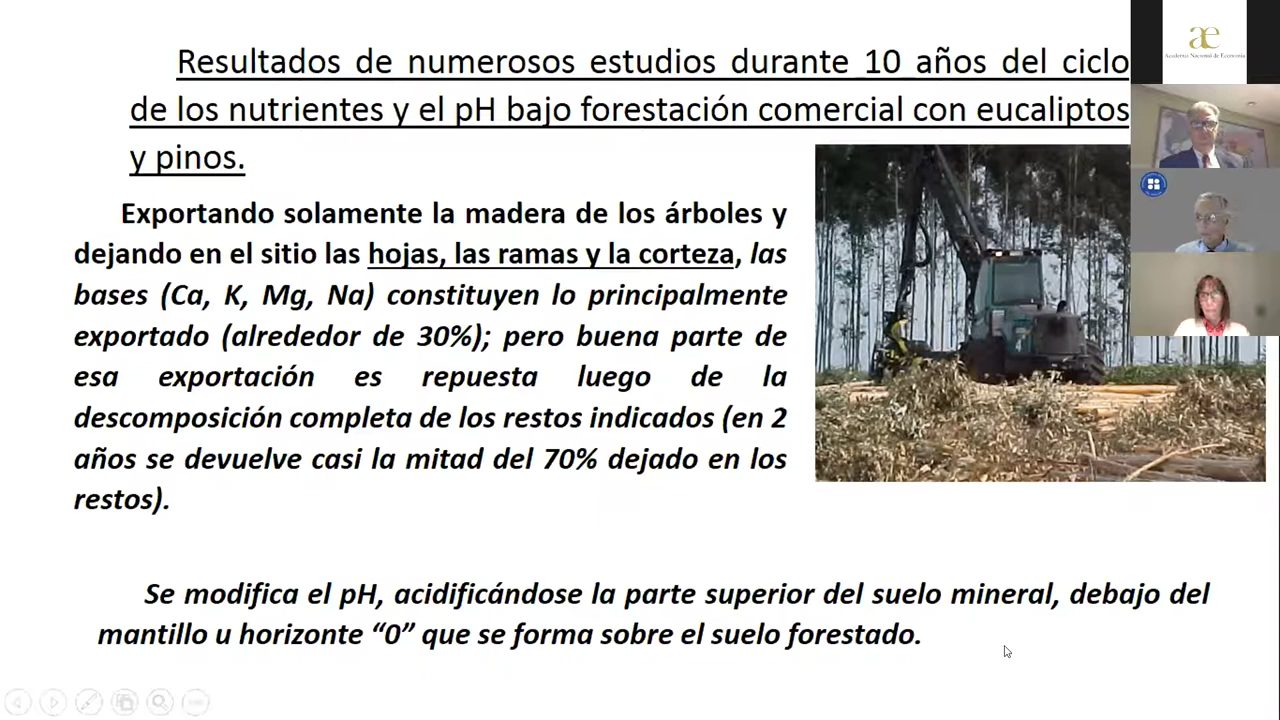 Resultados de numerosos estudios durante 10 años del ciclo
de los nutrientes y el pH bajo forestación comercial con eucaliptos
y pinos.
Exportando solamente la madera de los árboles y
dejando en el sitio las hojas, las ramas y la corteza, las
bases (Ca, K, Mg, Na) constituyen lo principalmente
exportado (alrededor de 30%); pero buena parte de
esa exportación es repuesta luego de la
descomposición completa de los restos indicados (en 2
años se devuelve casi la mitad del 70% dejado en los
restos).
Se modifica el pH, acidificándose la parte superior del suelo mineral, debajo del
mantillo u horizonte “0” que se forma sobre el suelo forestado.
ae
Academia Nacional de Economía